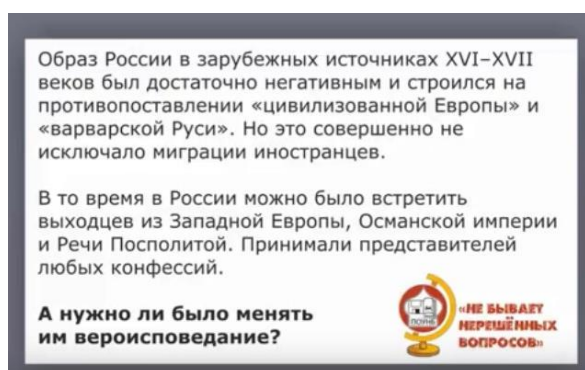 Образ России в зарубежных источниках XVI–XVII
веков был достаточно негативным и строился на
противопоставлении «цивилизованной Европы» и
«варварской Руси». Но это совершенно не
исключало миграции иностранцев.
В то время в России можно было встретить
выходцев из Западной Европы, Османской империи
и Речи Посполитой. Принимали представителей
любых конфессий.
А нужно ли было менять
им вероисповедание?
«НЕ БЫВАЕТ
НЕРЕШЁННЫХ
ВОПРОСОВ»